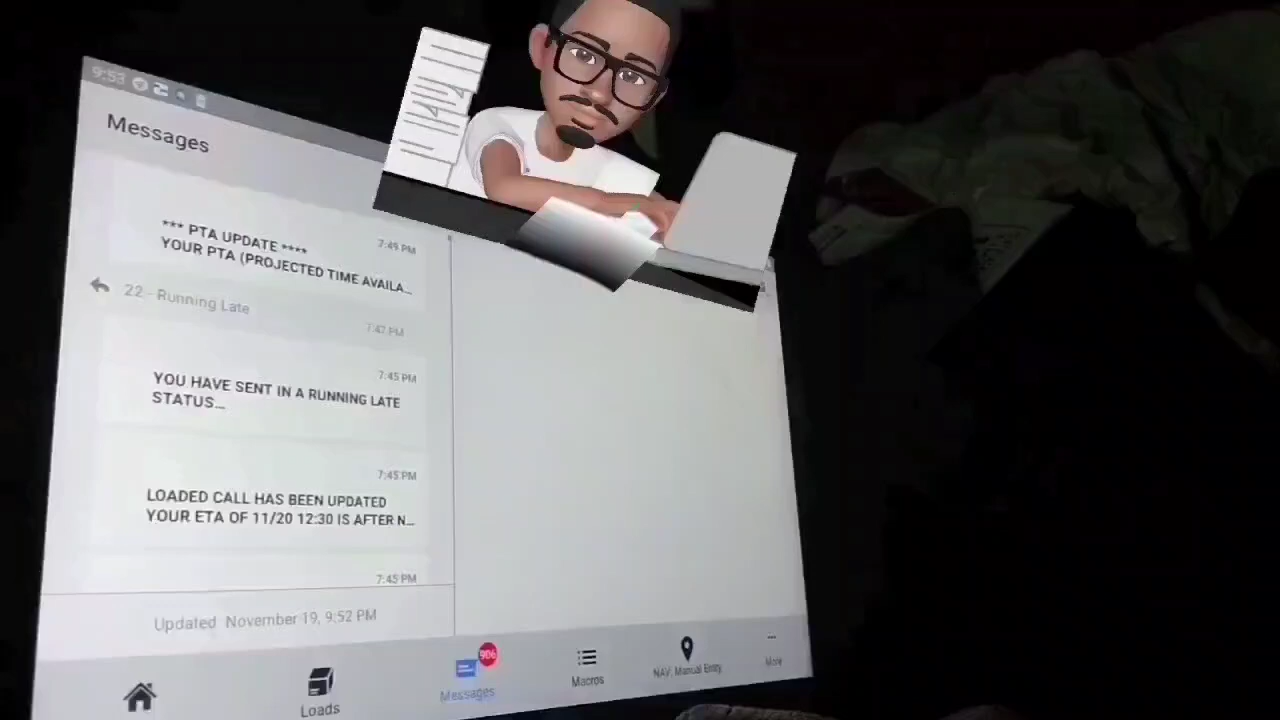 9:53
Messages
*** PTA UPDATE ****
7:49 PM
YOUR PTA (PROJECTED TIME AVAILA...
22 - Running Late
7:47 PM
7:45 PM
YOU HAVE SENT IN A RUNNING LATE
STATUS...
7:45 PM
LOADED CALL HAS BEEN UPDATED
YOUR ETA OF 11/20 12:30 IS AFTER N...
7:45 PM
Updated November 19, 9:52 PM
906
Loads
Messages
Macros
NAV: Manual Entry
More